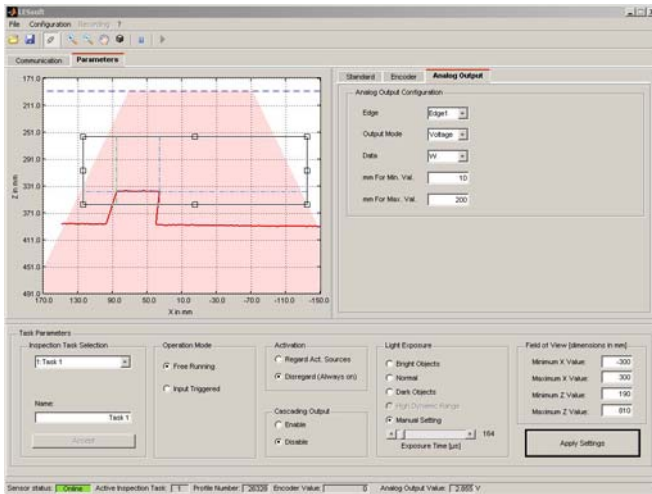 LESsoft
File Configuration Recording ?
Communication Parameters
Standard Encoder Analog Output
Analog Output Configuration
Edge Edge1
Output Mode Voltage
Data W
mm For Min. Val. 10
mm For Max. Val. 200
171.0
211.0
251.0
291.0
331.0
371.0
411.0
451.0
491.0
Z in mm
170.0 130.0 90.0 50.0 10.0 -30.0 -70.0 -110.0 -150.0
X in mm
Task Parameters
Inspection Task Selection
1:Task 1
Name:
Task 1
Accept
Operation Mode
Free Running
Input Triggered
Activation
Regard Act. Sources
Disregard (Always on)
Cascading Output
Enable
Disable
Light Exposure
Bright Objects
Normal
Dark Objects
High Dynamic Range
Manual Setting
164
Exposure Time [µs]
Field of View [dimensions in mm]
Minimum X Value: -300
Maximum X Value: 300
Minimum Z Value: 190
Maximum Z Value: 810
Apply Settings
Sensor status: Online Active Inspection Task: 1 Profile Number: 26328 Encoder Value: 0 Analog Output Value: 2.855 V